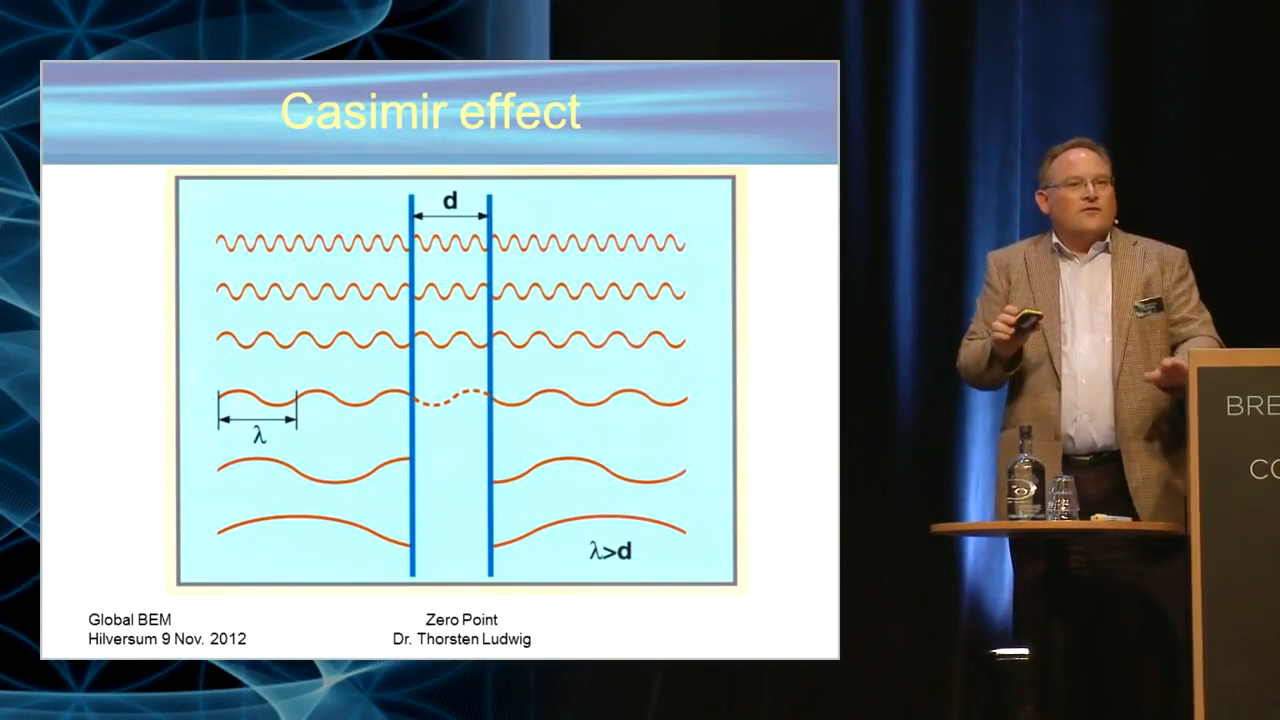 Casimir effect
d
λ
λ>d
Global BEM
Hilversum 9 Nov. 2012
Zero Point
Dr. Thorsten Ludwig
BRE
CO